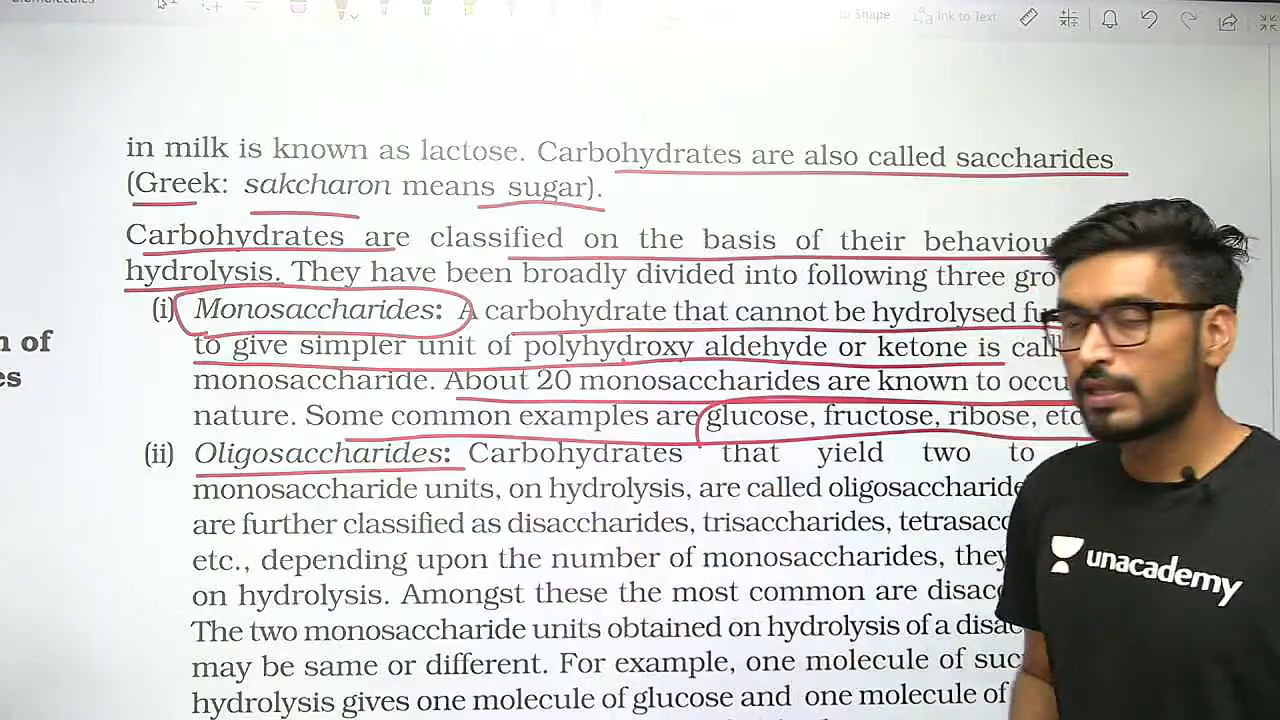 to Shape
Ink to Text
in milk is known as lactose. Carbohydrates are also called saccharides
(Greek: sakcharon means sugar).
Carbohydrates are classified on the basis of their behaviou
hydrolysis. They have been broadly divided into following three gro
(i) Monosaccharides: A carbohydrate that cannot be hydrolysed fu
n of
to give simpler unit of polyhydroxy aldehyde or ketone is call
es
monosaccharide. About 20 monosaccharides are known to occu
nature. Some common examples are glucose, fructose, ribose, etc
(ii) Oligosaccharides: Carbohydrates that yield two to
monosaccharide units, on hydrolysis, are called oligosaccharide
are further classified as disaccharides, trisaccharides, tetrasacc
etc., depending upon the number of monosaccharides, they
on hydrolysis. Amongst these the most common are disacc
The two monosaccharide units obtained on hydrolysis of a disac
may be same or different. For example, one molecule of suc
hydrolysis gives one molecule of glucose and one molecule of
unacademy